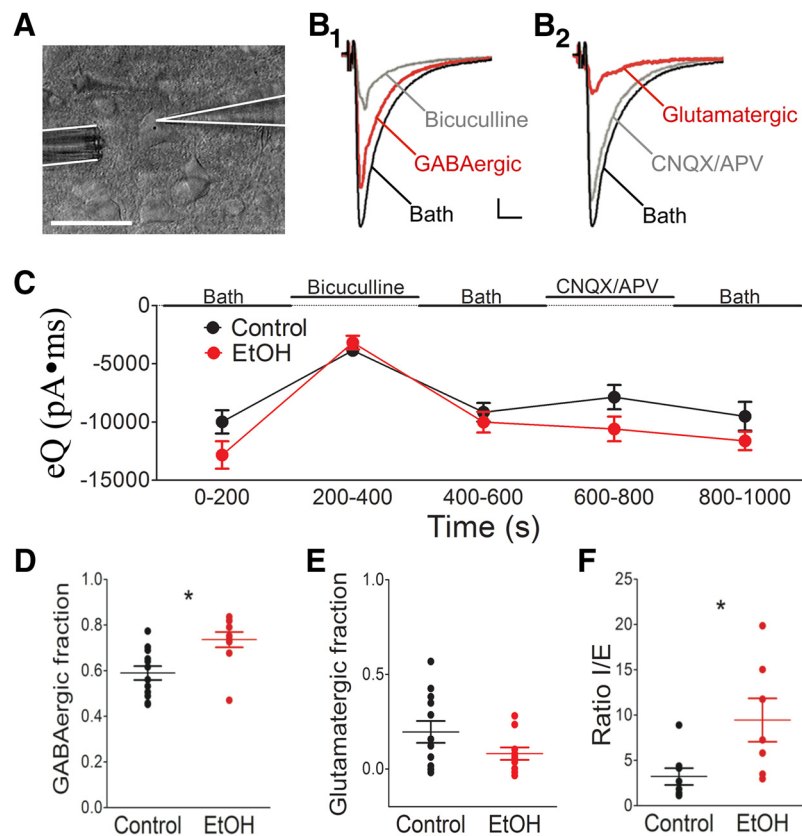 A
B1
B2
Bicuculline
GABAergic
Bath
Glutamatergic
CNQX/APV
Bath
C
Bath
Bicuculline
Bath
CNQX/APV
Bath
Control
EtOH
eQ (pA•ms)
0
-5000
-10000
-15000
0-200
200-400
400-600
600-800
800-1000
Time (s)
D
GABAergic fraction
1.0
0.8
0.6
0.4
0.2
0.0
*
Control
EtOH
E
Glutamatergic fraction
1.0
0.5
0.0
Control
EtOH
F
Ratio I/E
25
20
15
10
5
0
*
Control
EtOH